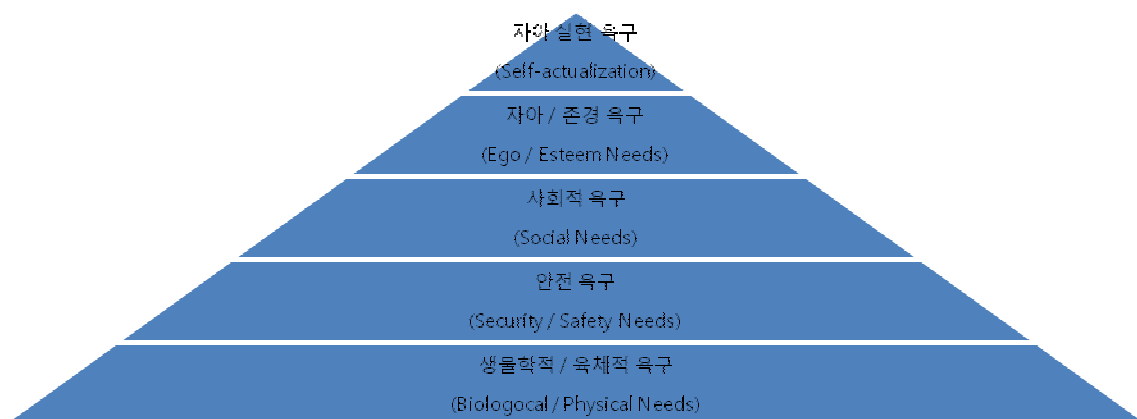 자아 실현 욕구
(Self-actualization)
자아 / 존경 욕구
(Ego / Esteem Needs)
사회적 욕구
(Social Needs)
안전 욕구
(Security / Safety Needs)
생물학적 / 육체적 욕구
(Biologocal / Physical Needs)